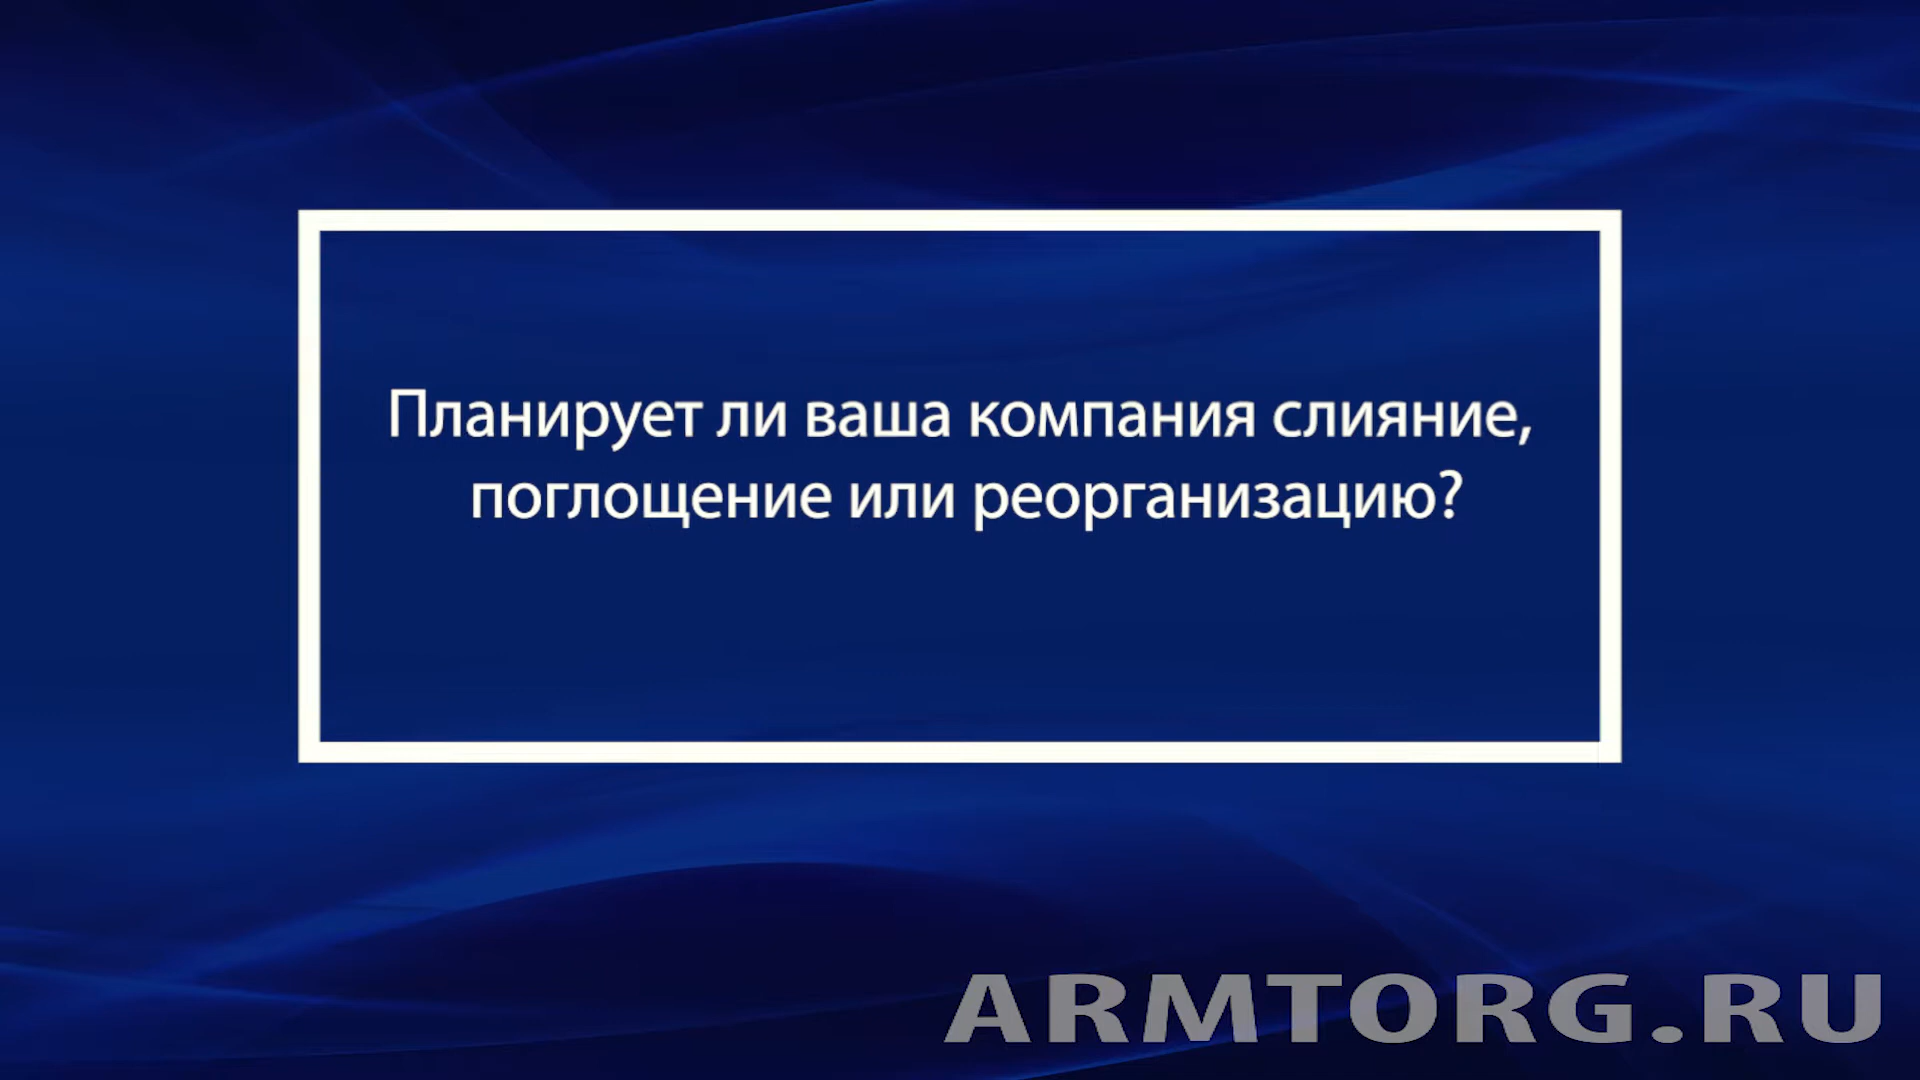 Планирует ли ваша компания слияние,
поглощение или реорганизацию?
ARMTORG.RU